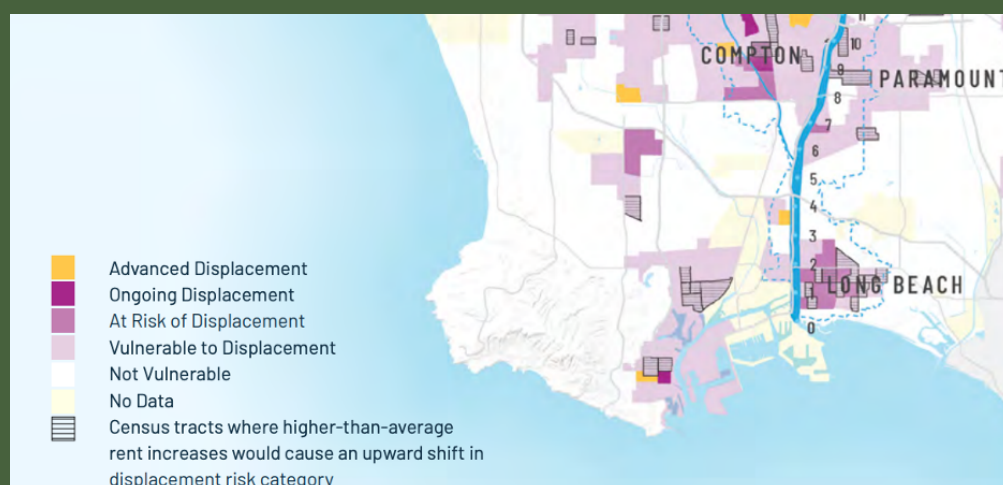 11
10
COMPTON
9
PARAMOUNT
8
7
6
5
4
3
2
LONG BEACH
1
0
Advanced Displacement
Ongoing Displacement
At Risk of Displacement
Vulnerable to Displacement
Not Vulnerable
No Data
Census tracts where higher-than-average
rent increases would cause an upward shift in
displacement risk category